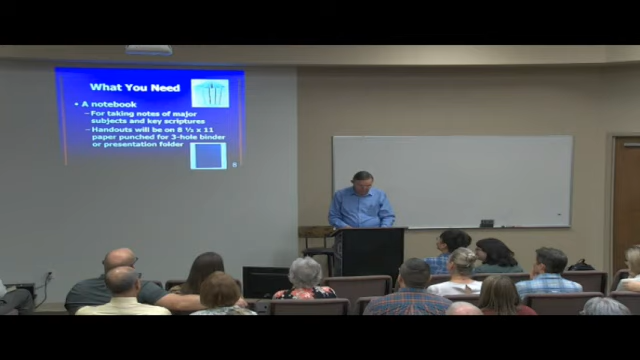 What You Need
• A notebook
–For taking notes of major
subjects and key scriptures
–Handouts will be on 8 ½ x 11
paper punched for 3-hole binder
or presentation folder
8